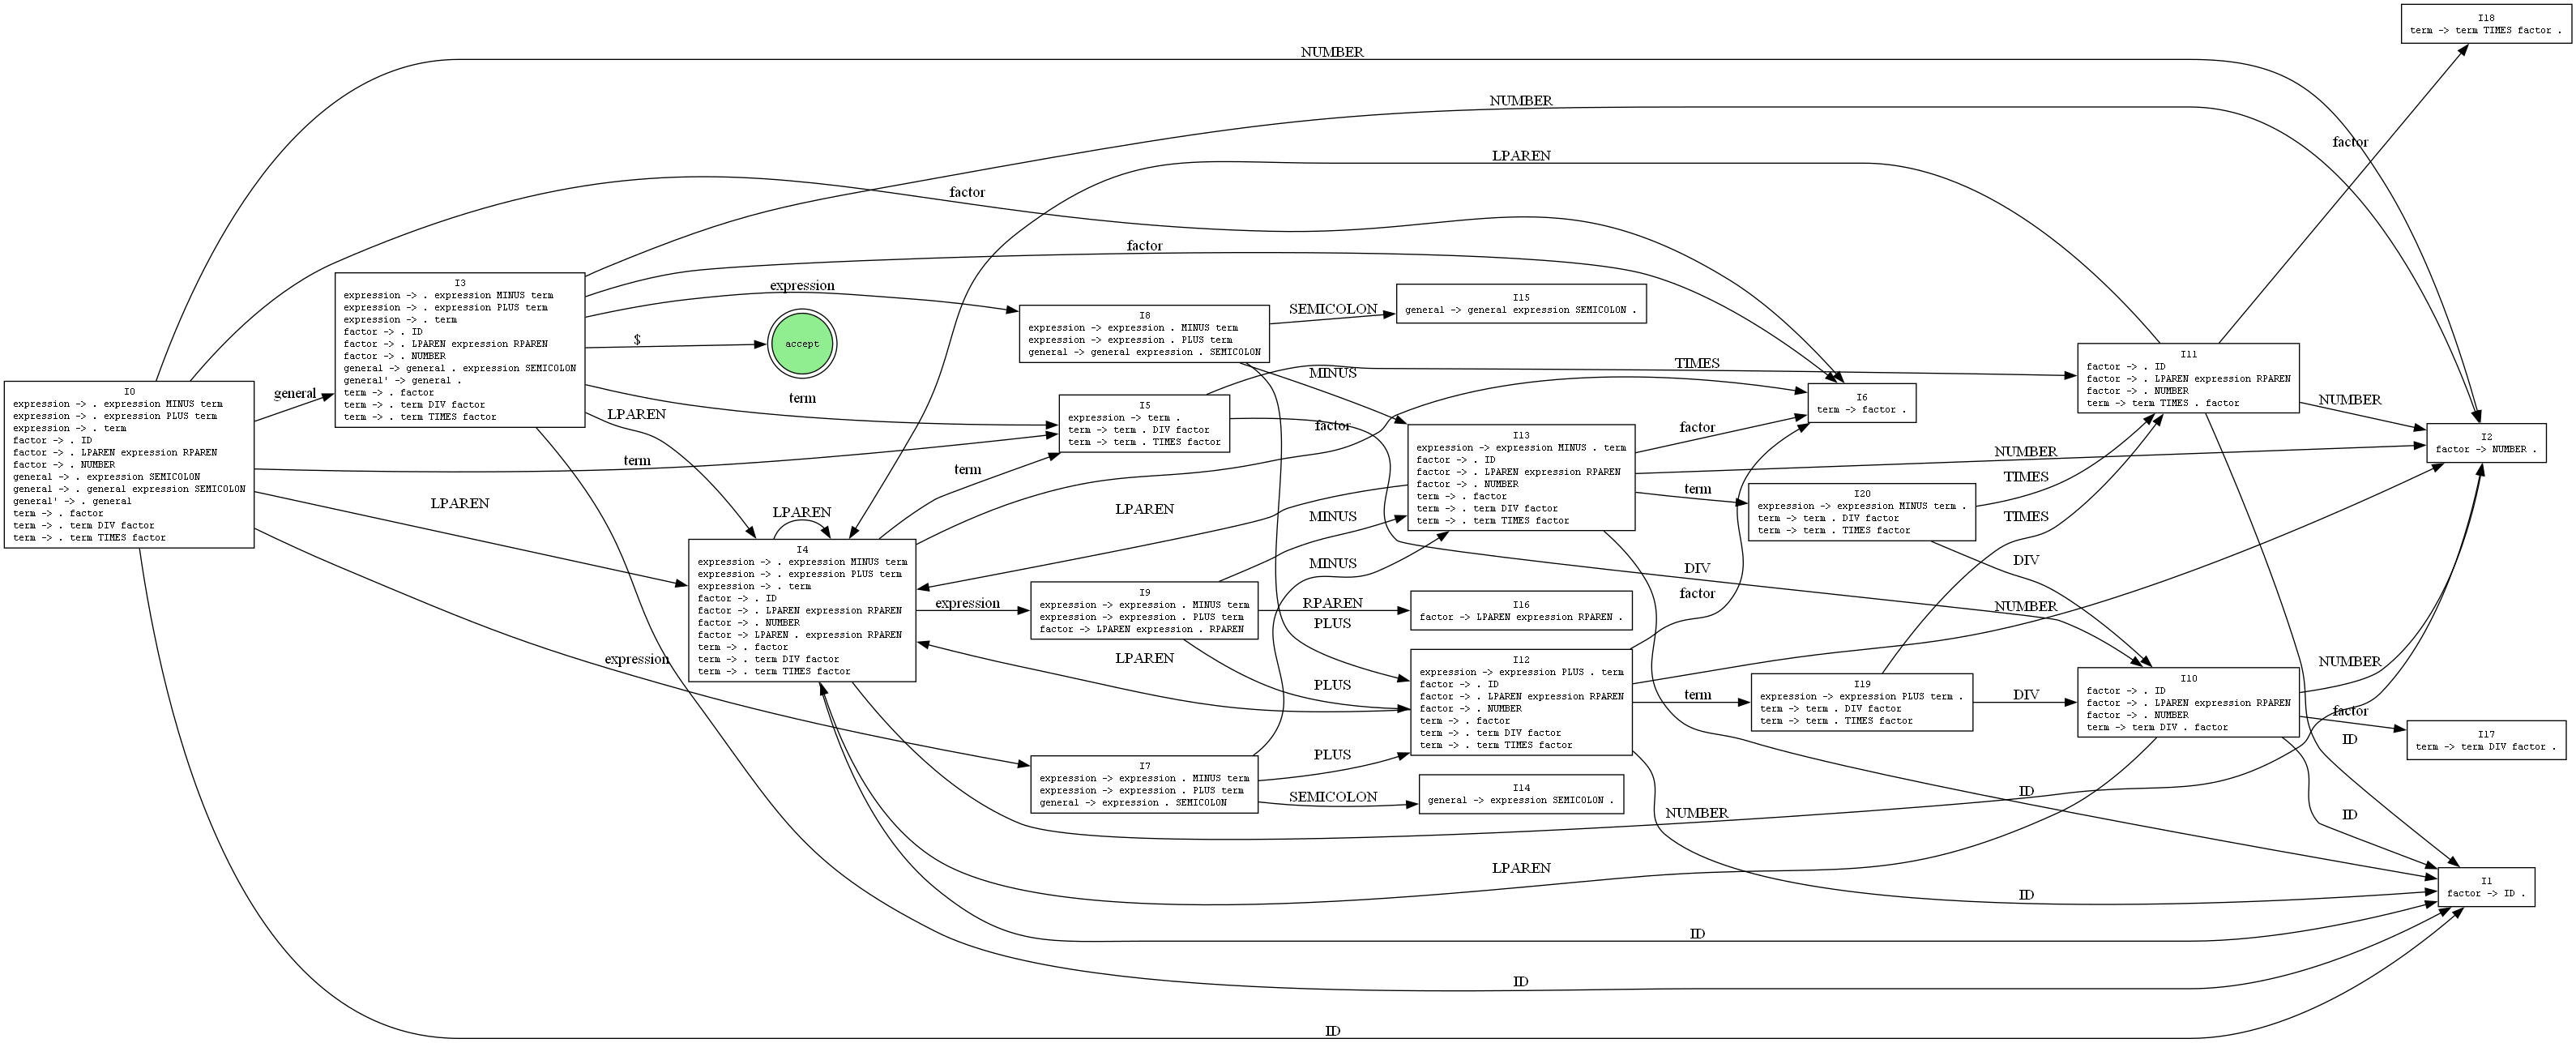 I0
expression -> . expression MINUS term
expression -> . expression PLUS term
expression -> . term
factor -> . ID
factor -> . LPAREN expression RPAREN
factor -> . NUMBER
general -> . expression SEMICOLON
general -> . general expression SEMICOLON
general' -> . general
term -> . factor
term -> . term DIV factor
term -> . term TIMES factor
general
term
LPAREN
expression
NUMBER
factor
ID
I3
expression -> . expression MINUS term
expression -> . expression PLUS term
expression -> . term
factor -> . ID
factor -> . LPAREN expression RPAREN
factor -> . NUMBER
general -> general . expression SEMICOLON
general' -> general .
term -> . factor
term -> . term DIV factor
term -> . term TIMES factor
NUMBER
factor
expression
$
term
LPAREN
ID
accept
I4
expression -> . expression MINUS term
expression -> . expression PLUS term
expression -> . term
factor -> . ID
factor -> . LPAREN expression RPAREN
factor -> . NUMBER
factor -> LPAREN . expression RPAREN
term -> . factor
term -> . term DIV factor
term -> . term TIMES factor
LPAREN
term
factor
expression
NUMBER
ID
I8
expression -> expression . MINUS term
expression -> expression . PLUS term
general -> general expression . SEMICOLON
SEMICOLON
MINUS
PLUS
I5
expression -> term .
term -> term . DIV factor
term -> term . TIMES factor
TIMES
DIV
I9
expression -> expression . MINUS term
expression -> expression . PLUS term
factor -> LPAREN expression . RPAREN
MINUS
RPAREN
PLUS
I7
expression -> expression . MINUS term
expression -> expression . PLUS term
general -> expression . SEMICOLON
MINUS
PLUS
SEMICOLON
I15
general -> general expression SEMICOLON .
I13
expression -> expression MINUS . term
factor -> . ID
factor -> . LPAREN expression RPAREN
factor -> . NUMBER
term -> . factor
term -> . term DIV factor
term -> . term TIMES factor
factor
NUMBER
term
LPAREN
ID
I16
factor -> LPAREN expression RPAREN .
I12
expression -> expression PLUS . term
factor -> . ID
factor -> . LPAREN expression RPAREN
factor -> . NUMBER
term -> . factor
term -> . term DIV factor
term -> . term TIMES factor
factor
NUMBER
term
LPAREN
ID
I14
general -> expression SEMICOLON .
I6
term -> factor .
I20
expression -> expression MINUS term .
term -> term . DIV factor
term -> term . TIMES factor
TIMES
DIV
I19
expression -> expression PLUS term .
term -> term . DIV factor
term -> term . TIMES factor
TIMES
DIV
I11
factor -> . ID
factor -> . LPAREN expression RPAREN
factor -> . NUMBER
term -> term TIMES . factor
factor
LPAREN
NUMBER
ID
I10
factor -> . ID
factor -> . LPAREN expression RPAREN
factor -> . NUMBER
term -> term DIV . factor
NUMBER
factor
ID
LPAREN
I18
term -> term TIMES factor .
I2
factor -> NUMBER .
I17
term -> term DIV factor .
I1
factor -> ID .